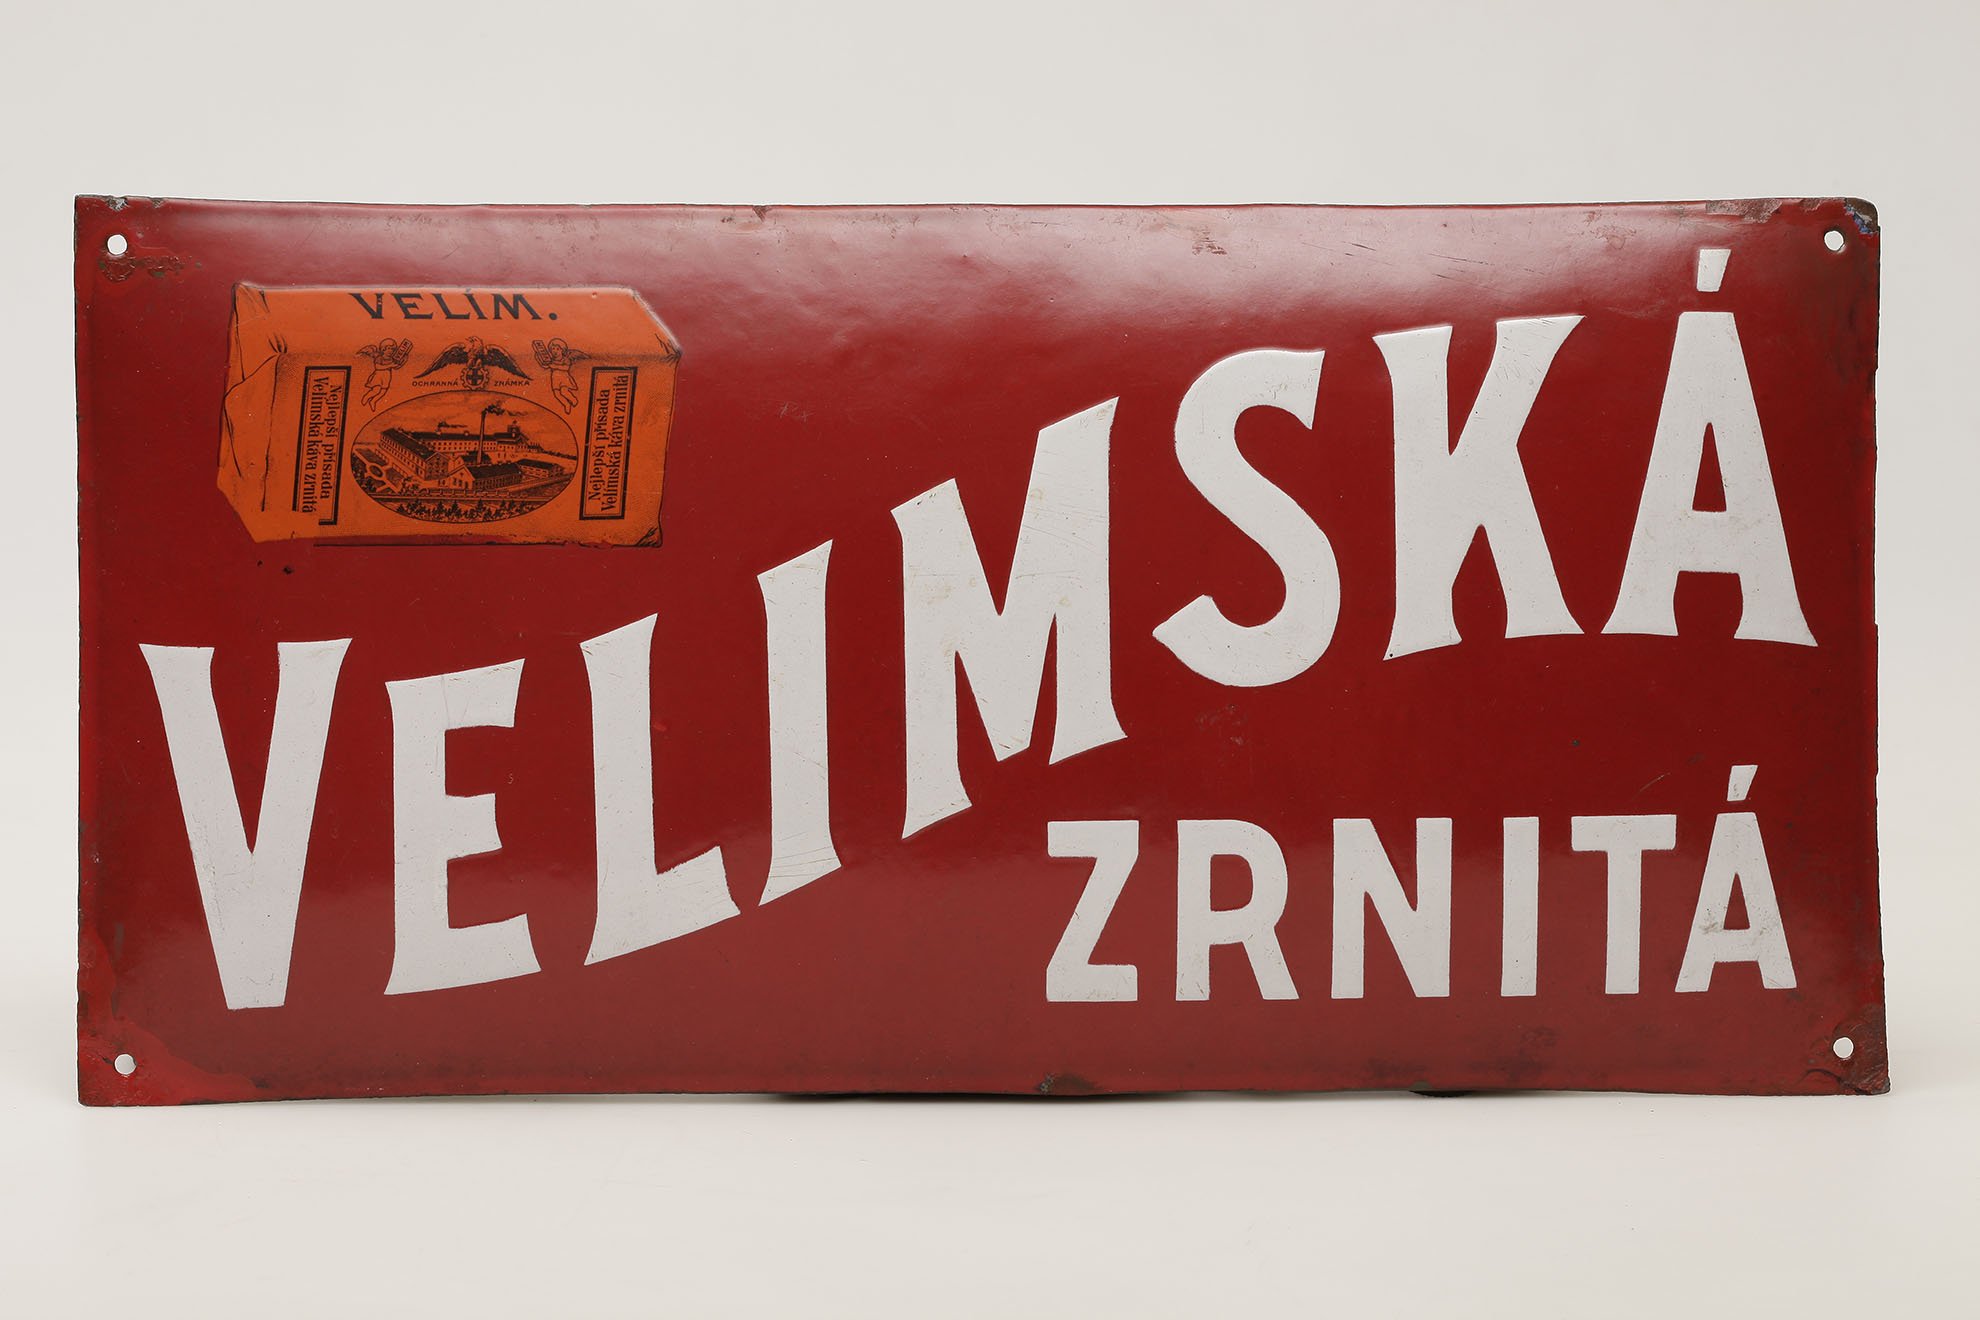 VELIM.
OCHRANNÁ ZNÁMKA
Nejlepší přísada
Velimská káva zrnitá
Nejlepší přísada
Velimská káva zrnitá
VELIMSKÁ
ZRNITÁ